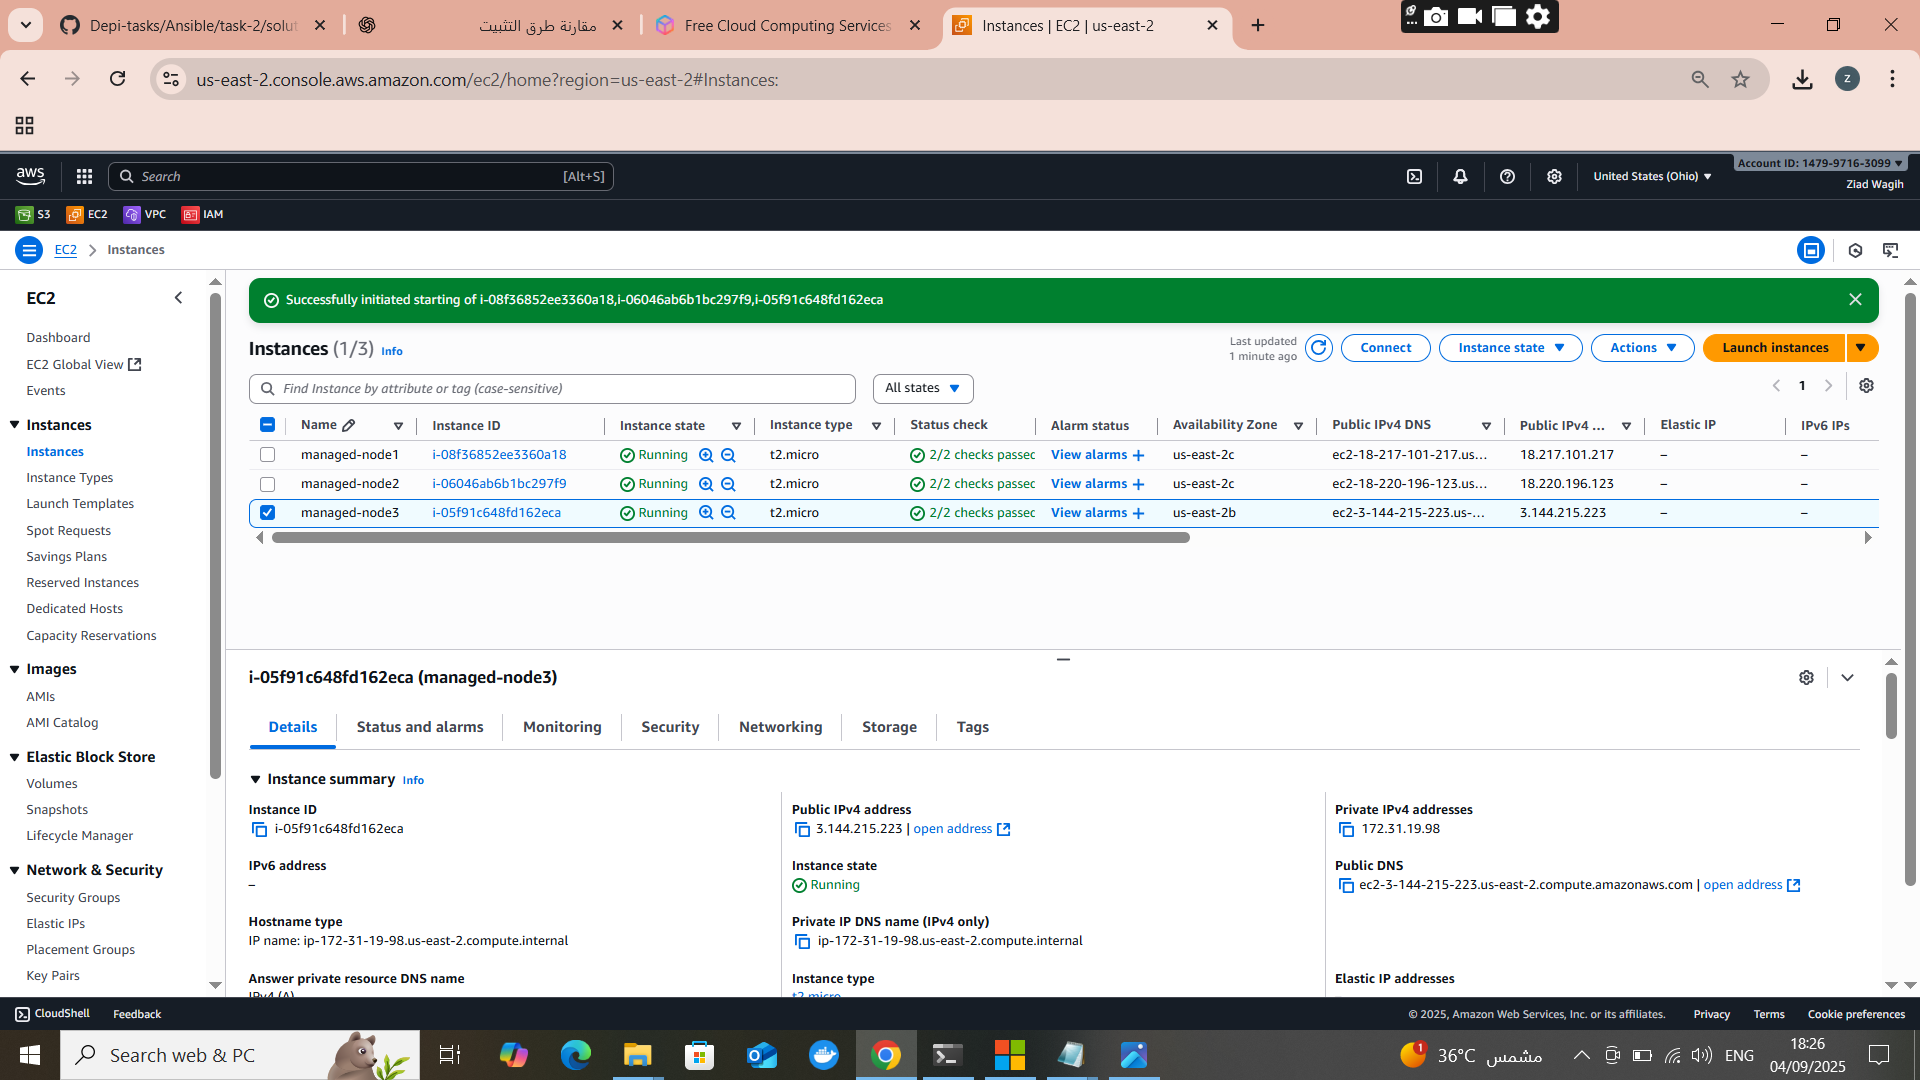 Depi-tasks/Ansible/task-2/solut
مقارنة طرق التثبيت
Free Cloud Computing Services
Instances | EC2 | us-east-2
us-east-2.console.aws.amazon.com/ec2/home?region=us-east-2#Instances:
z
aws
Search
[Alt+S]
United States (Ohio)
Account ID: 1479-9716-3099
Ziad Wagih
S3
EC2
VPC
IAM
EC2
Instances
EC2
Dashboard
EC2 Global View
Events
Instances
Instances
Instance Types
Launch Templates
Spot Requests
Savings Plans
Reserved Instances
Dedicated Hosts
Capacity Reservations
Images
AMIs
AMI Catalog
Elastic Block Store
Volumes
Snapshots
Lifecycle Manager
Network & Security
Security Groups
Elastic IPs
Placement Groups
Key Pairs
Successfully initiated starting of i-08f36852ee3360a18,i-06046ab6b1bc297f9,i-05f91c648fd162eca
Instances (1/3) Info
Last updated
1 minute ago
Connect
Instance state
Actions
Launch instances
Find Instance by attribute or tag (case-sensitive)
All states
1
Name Instance ID Instance state Instance type Status check Alarm status Availability Zone Public IPv4 DNS Public IPv4 ... Elastic IP IPv6 IPs
managed-node1 i-08f36852ee3360a18 Running t2.micro 2/2 checks passec View alarms + us-east-2c ec2-18-217-101-217.us... 18.217.101.217 – –
managed-node2 i-06046ab6b1bc297f9 Running t2.micro 2/2 checks passec View alarms + us-east-2c ec2-18-220-196-123.us... 18.220.196.123 – –
managed-node3 i-05f91c648fd162eca Running t2.micro 2/2 checks passec View alarms + us-east-2b ec2-3-144-215-223.us-... 3.144.215.223 – –
i-05f91c648fd162eca (managed-node3)
Details
Status and alarms
Monitoring
Security
Networking
Storage
Tags
Instance summary Info
Instance ID
i-05f91c648fd162eca
IPv6 address
–
Hostname type
IP name: ip-172-31-19-98.us-east-2.compute.internal
Answer private resource DNS name
IPv4 (A)
Public IPv4 address
3.144.215.223 | open address
Instance state
Running
Private IP DNS name (IPv4 only)
ip-172-31-19-98.us-east-2.compute.internal
Instance type
t2.micro
Private IPv4 addresses
172.31.19.98
Public DNS
ec2-3-144-215-223.us-east-2.compute.amazonaws.com | open address
Elastic IP addresses
CloudShell
Feedback
© 2025, Amazon Web Services, Inc. or its affiliates.
Privacy
Terms
Cookie preferences
Search web & PC
1
36°C مشمس
ENG
18:26
04/09/2025